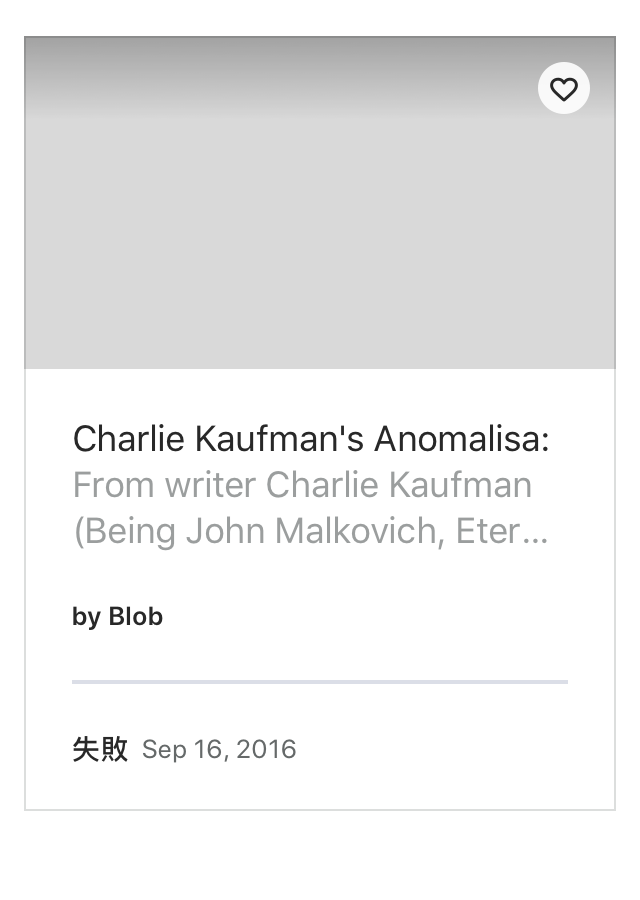 Charlie Kaufman's Anomalisa:
From writer Charlie Kaufman
(Being John Malkovich, Eter…
by Blob
失敗 Sep 16, 2016